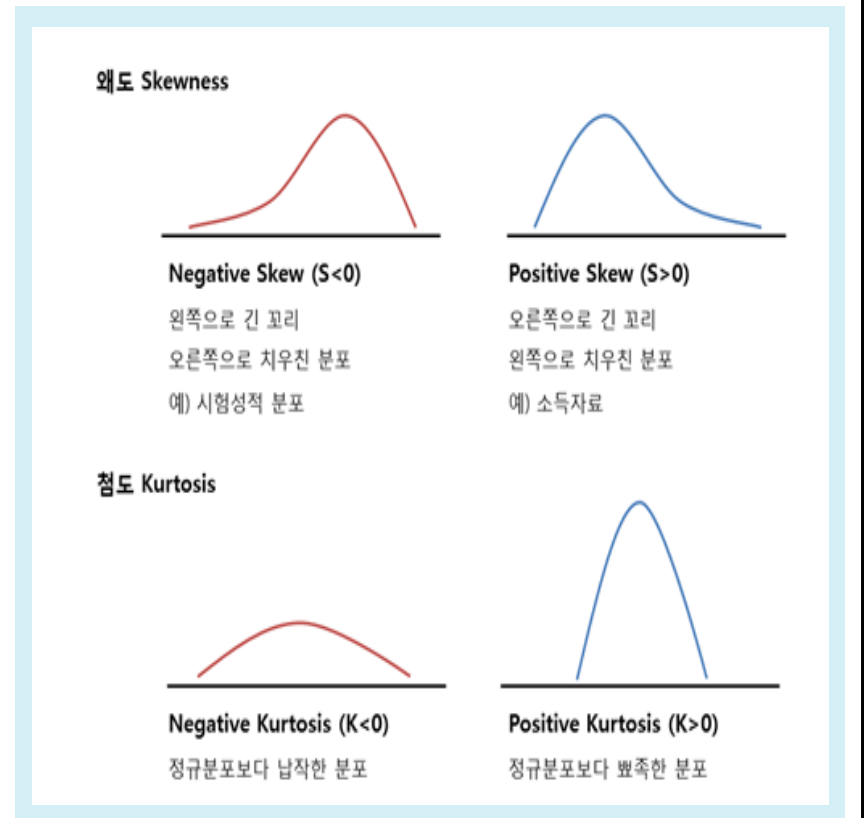 왜도 Skewness
Negative Skew (S<0)
왼쪽으로 긴 꼬리
오른쪽으로 치우친 분포
예) 시험성적 분포
Positive Skew (S>0)
오른쪽으로 긴 꼬리
왼쪽으로 치우친 분포
예) 소득자료
첨도 Kurtosis
Negative Kurtosis (K<0)
정규분포보다 납작한 분포
Positive Kurtosis (K>0)
정규분포보다 뾰족한 분포